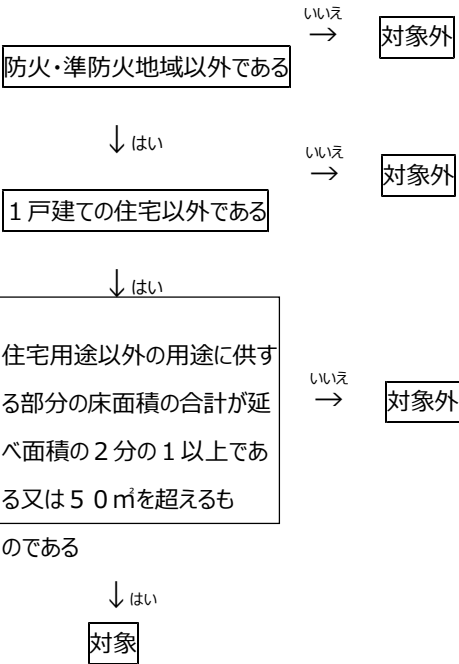 いいえ
→ 対象外
防火・準防火地域以外である
↓はい
いいえ
→ 対象外
１戸建ての住宅以外である
↓はい
住宅用途以外の用途に供す
る部分の床面積の合計が延
べ面積の２分の１以上であ
る又は５０㎡を超えるも
のである
いいえ
→ 対象外
↓はい
対象